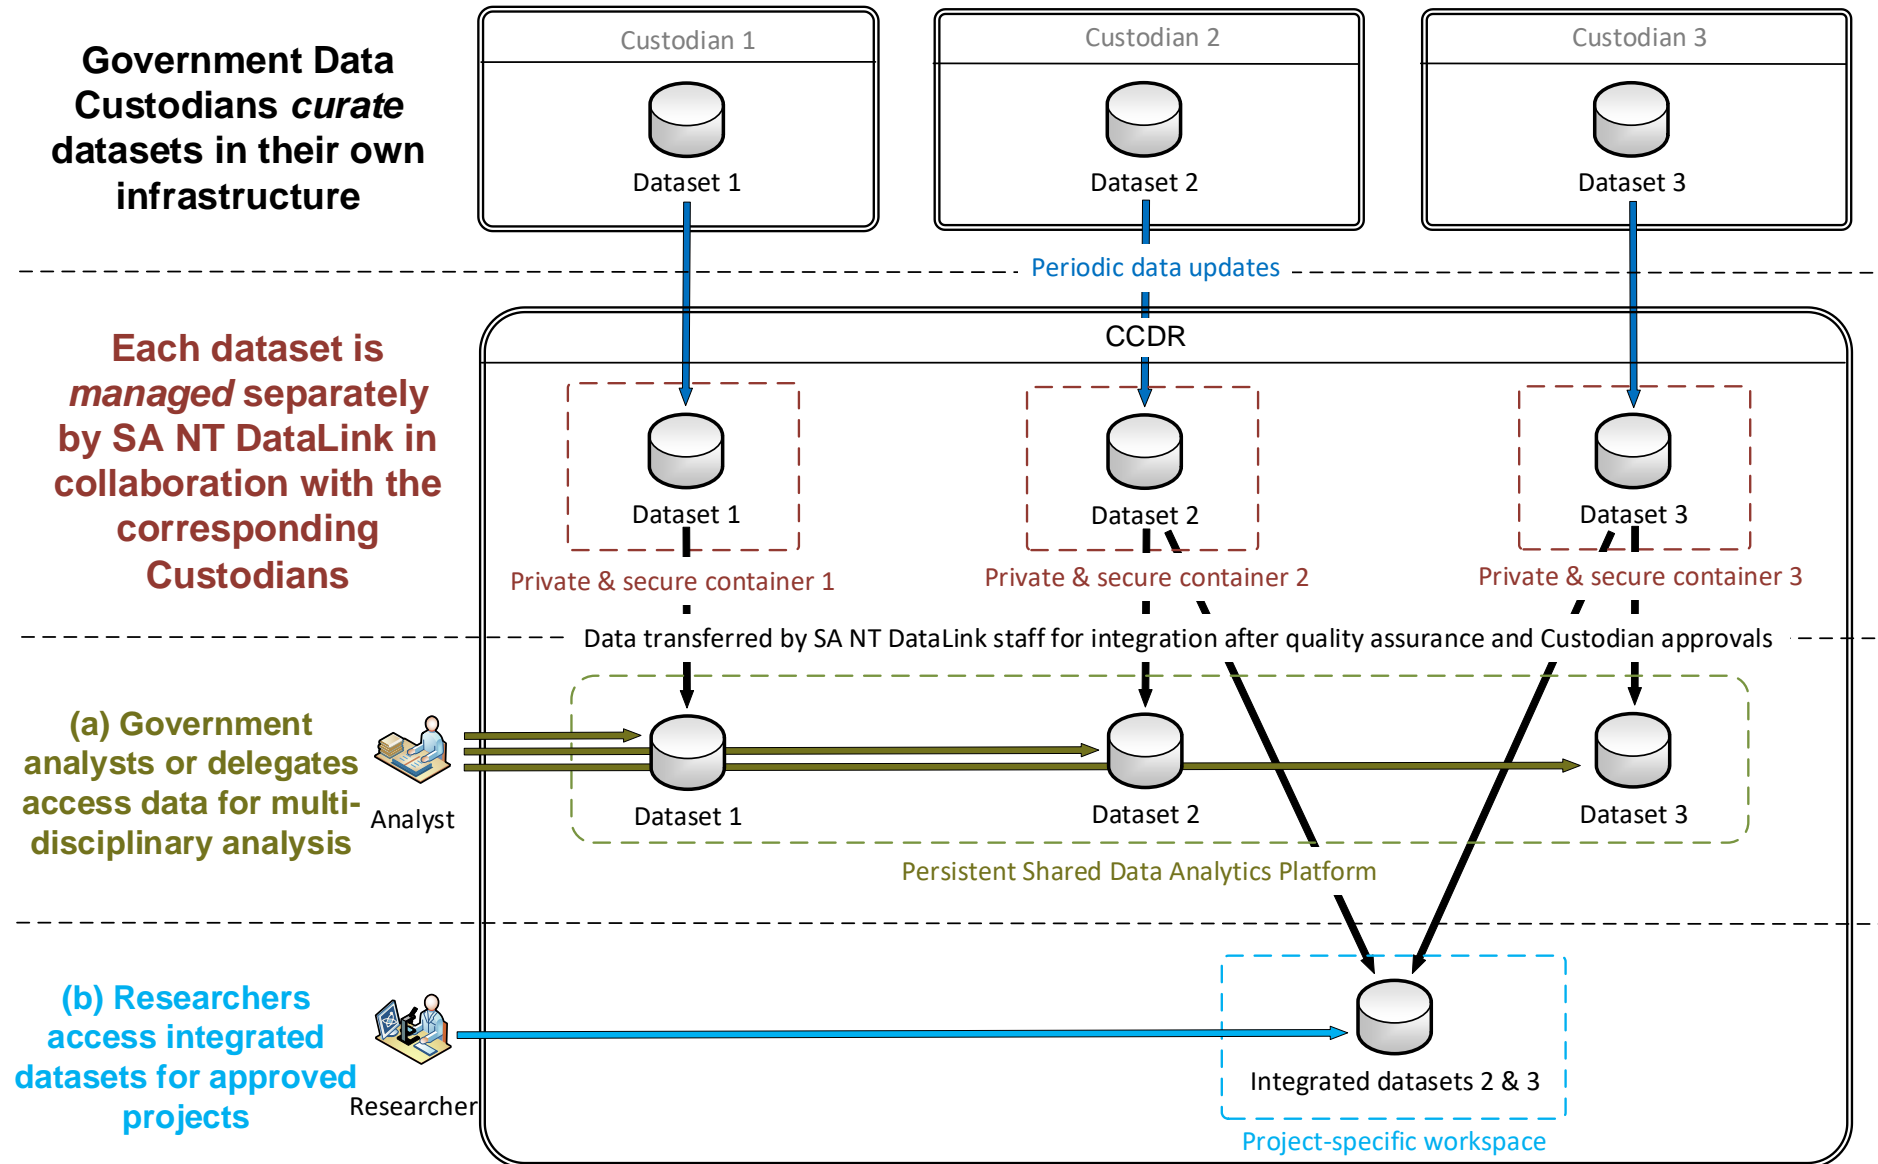 Government Data
Custodians curate
datasets in their own
infrastructure
Custodian 1
Custodian 2
Custodian 3
Dataset 1
Dataset 2
Dataset 3
Periodic data updates
CCDR
Each dataset is
managed separately
by SA NT DataLink in
collaboration with the
corresponding
Custodians
Dataset 1
Dataset 2
Dataset 3
Private & secure container 1
Private & secure container 2
Private & secure container 3
Data transferred by SA NT DataLink staff for integration after quality assurance and Custodian approvals
(a) Government
analysts or delegates
access data for multi-
disciplinary analysis
Analyst
Dataset 1
Dataset 2
Dataset 3
Persistent Shared Data Analytics Platform
(b) Researchers
access integrated
datasets for approved
projects
Researcher
Integrated datasets 2 & 3
Project-specific workspace